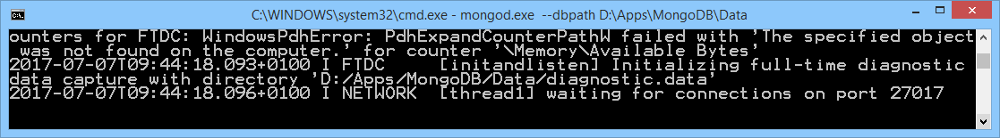 C:\WINDOWS\system32\cmd.exe - mongod.exe  --dbpath D:\Apps\MongoDB\Data
ounters for FTDC: WindowsPdhError: PdhExpandCounterPathW failed with 'The specified object
 was not found on the computer.' for counter '\Memory\Available Bytes'
2017-07-07T09:44:18.093+0100 I FTDC     [initandlisten] Initializing full-time diagnostic
data capture with directory 'D:/Apps/MongoDB/Data/diagnostic.data'
2017-07-07T09:44:18.096+0100 I NETWORK  [thread1] waiting for connections on port 27017